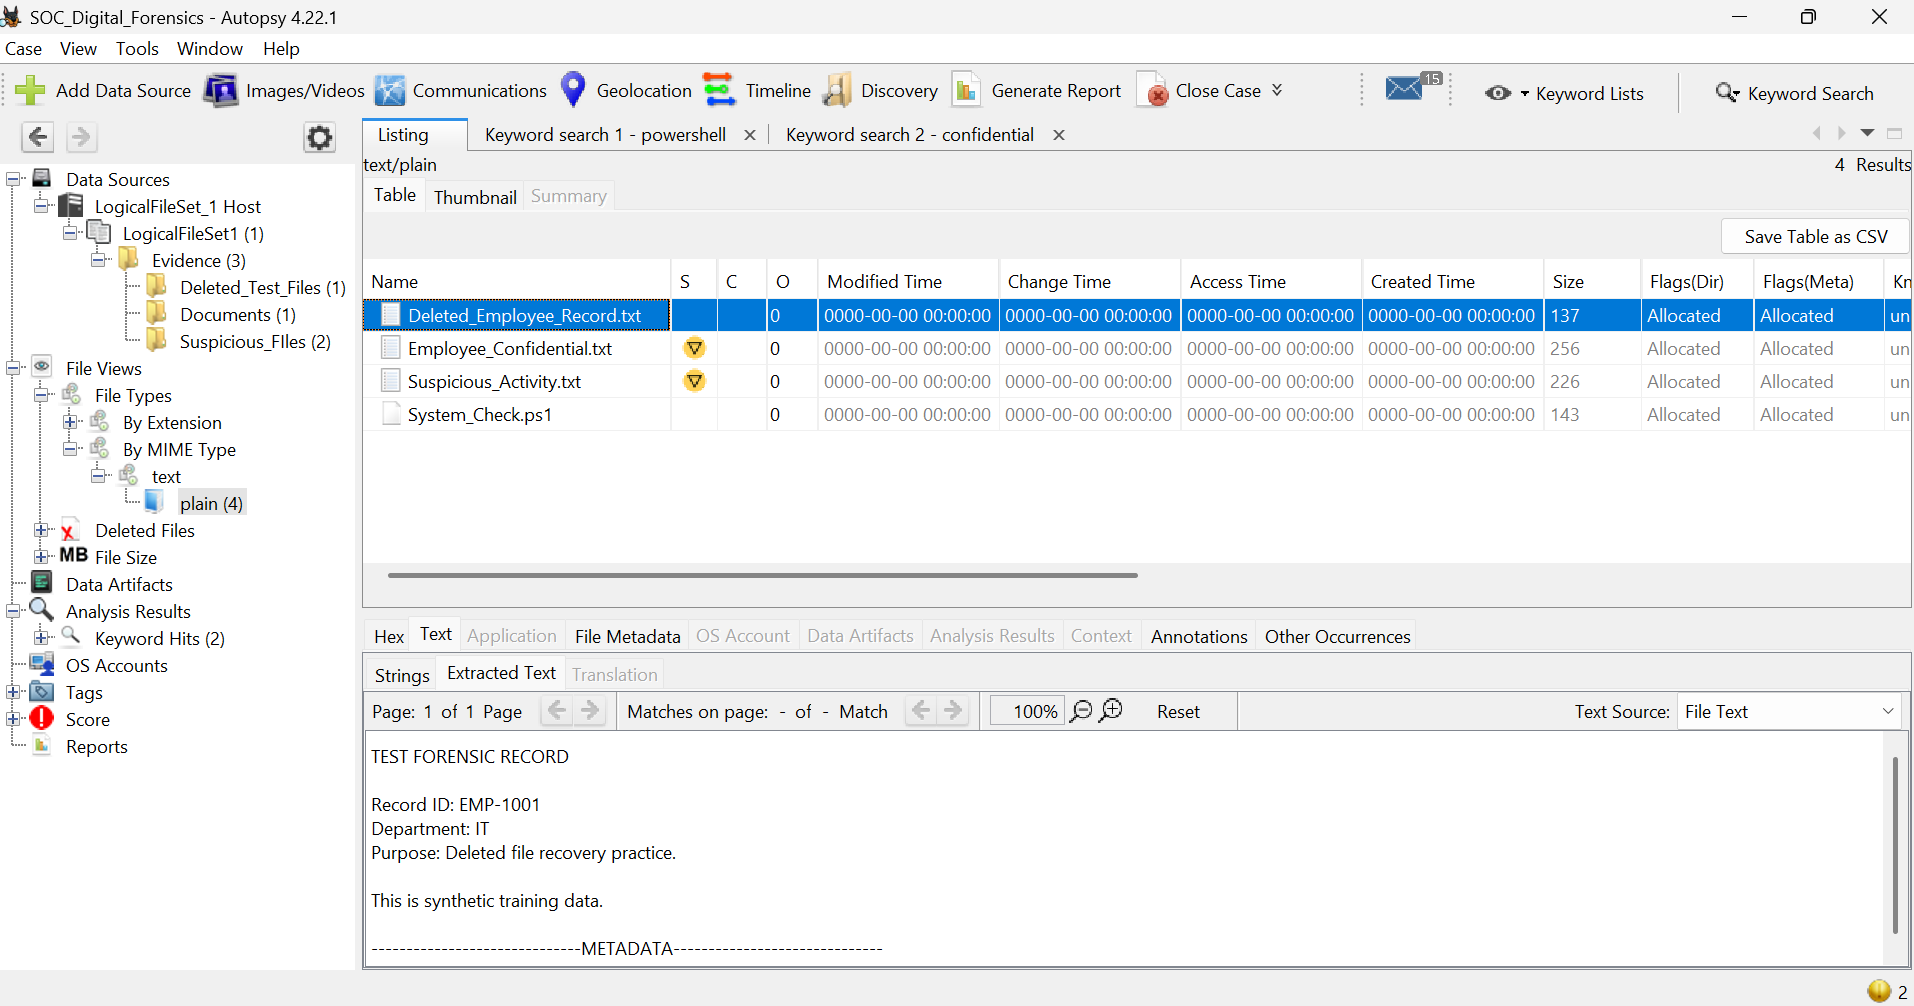 SOC_Digital_Forensics - Autopsy 4.22.1
Case View Tools Window Help
Add Data Source Images/Videos Communications Geolocation Timeline Discovery Generate Report Close Case 15 Keyword Lists Keyword Search
Listing Keyword search 1 - powershell Keyword search 2 - confidential
text/plain 4 Results
Table Thumbnail Summary
Save Table as CSV
Name S C O Modified Time Change Time Access Time Created Time Size Flags(Dir) Flags(Meta) Kn
Deleted_Employee_Record.txt 0 0000-00-00 00:00:00 0000-00-00 00:00:00 0000-00-00 00:00:00 0000-00-00 00:00:00 137 Allocated Allocated un
Employee_Confidential.txt 0 0000-00-00 00:00:00 0000-00-00 00:00:00 0000-00-00 00:00:00 0000-00-00 00:00:00 256 Allocated Allocated un
Suspicious_Activity.txt 0 0000-00-00 00:00:00 0000-00-00 00:00:00 0000-00-00 00:00:00 0000-00-00 00:00:00 226 Allocated Allocated un
System_Check.ps1 0 0000-00-00 00:00:00 0000-00-00 00:00:00 0000-00-00 00:00:00 0000-00-00 00:00:00 143 Allocated Allocated un
Data Sources
LogicalFileSet_1 Host
LogicalFileSet1 (1)
Evidence (3)
Deleted_Test_Files (1)
Documents (1)
Suspicious_FIles (2)
File Views
File Types
By Extension
By MIME Type
text
plain (4)
Deleted Files
MB File Size
Data Artifacts
Analysis Results
Keyword Hits (2)
OS Accounts
Tags
Score
Reports
Hex Text Application File Metadata OS Account Data Artifacts Analysis Results Context Annotations Other Occurrences
Strings Extracted Text Translation
Page: 1 of 1 Page Matches on page: - of - Match 100% Reset Text Source: File Text
TEST FORENSIC RECORD
Record ID: EMP-1001
Department: IT
Purpose: Deleted file recovery practice.
This is synthetic training data.
------------------------------METADATA------------------------------
2